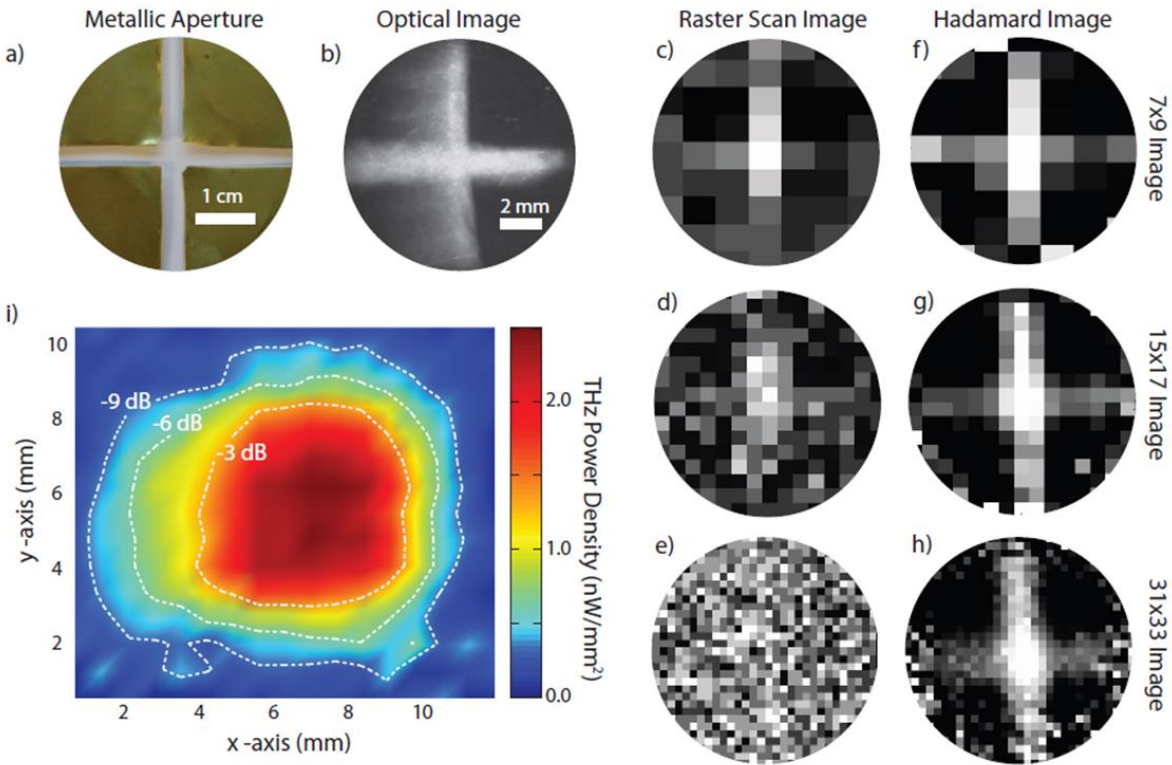 Metallic Aperture
Optical Image
Raster Scan Image
Hadamard Image
a)
b)
c)
f)
1 cm
2 mm
7x9 Image
i)
d)
g)
15x17 Image
e)
h)
31x33 Image
10
8
6
4
2
y-axis (mm)
-9 dB
-6 dB
-3 dB
2 4 6 8 10
x -axis (mm)
2.0
1.0
0.0
THz Power Density (nW/mm²)